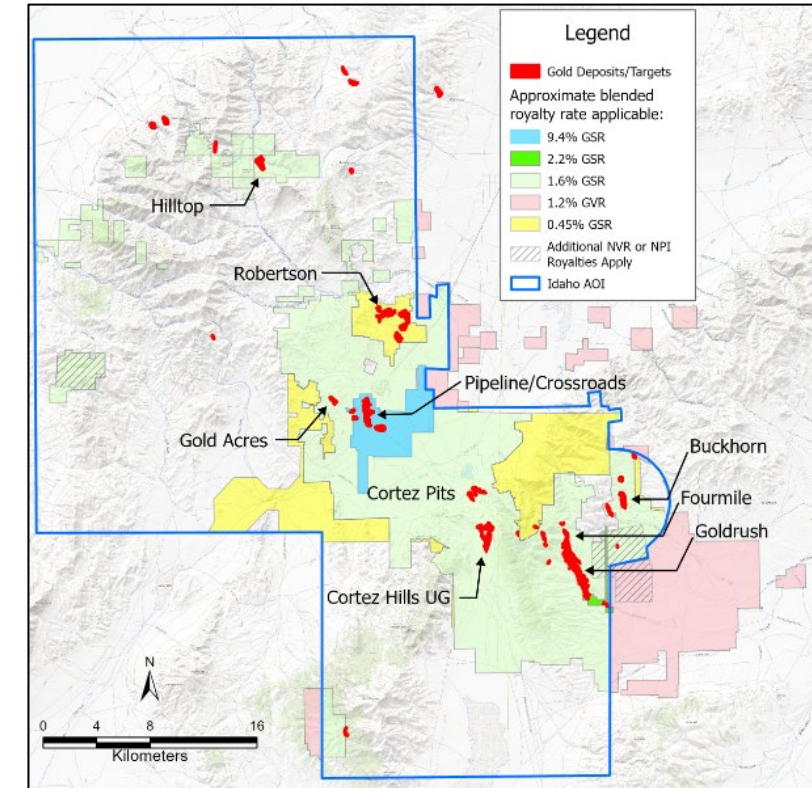 Legend
Gold Deposits/Targets
Approximate blended
royalty rate applicable:
9.4% GSR
2.2% GSR
1.6% GSR
1.2% GVR
0.45% GSR
Additional NVR or NPI
Royalties Apply
Idaho AOI
Hilltop
Robertson
Pipeline/Crossroads
Gold Acres
Buckhorn
Cortez Pits
Fourmile
Goldrush
Cortez Hills UG
N
0 4 8 16
Kilometers